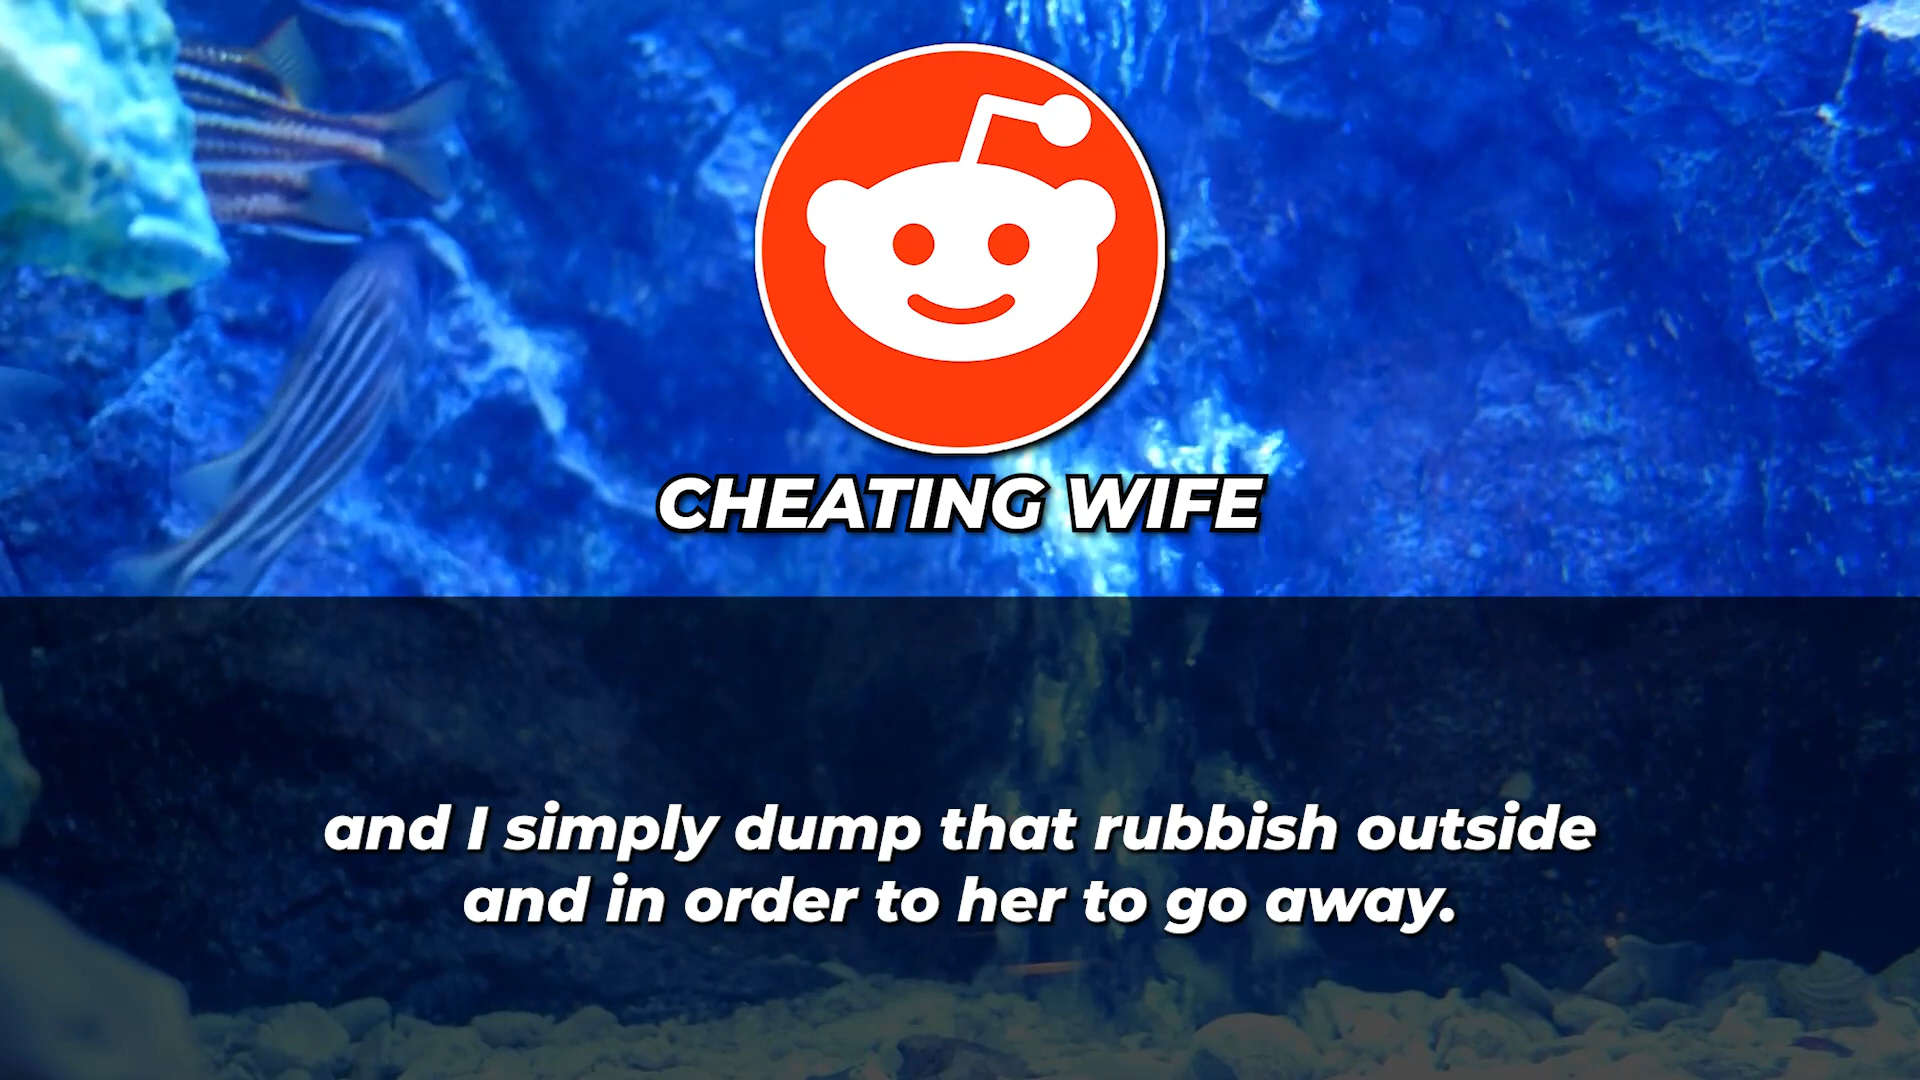 CHEATING WIFE
and I simply dump that rubbish outside
and in order to her to go away.